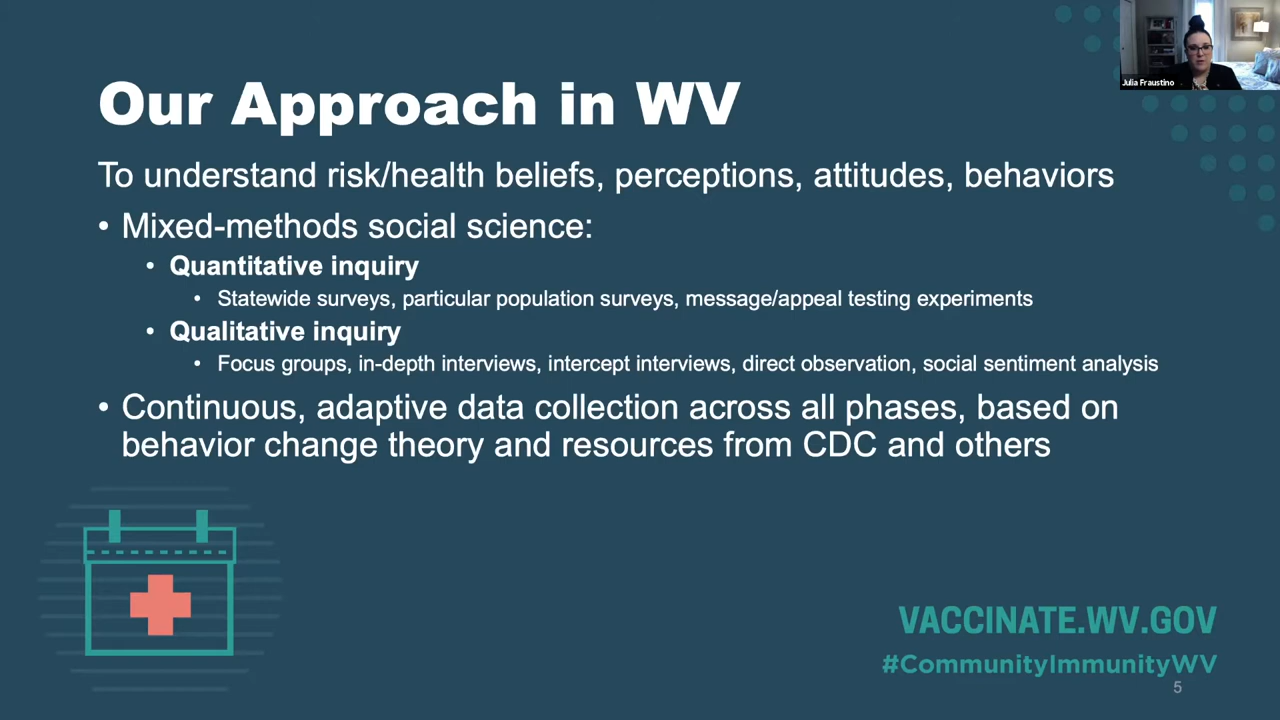 Julia Fraustino
Our Approach in WV
To understand risk/health beliefs, perceptions, attitudes, behaviors
• Mixed-methods social science:
• Quantitative inquiry
• Statewide surveys, particular population surveys, message/appeal testing experiments
• Qualitative inquiry
• Focus groups, in-depth interviews, intercept interviews, direct observation, social sentiment analysis
• Continuous, adaptive data collection across all phases, based on
behavior change theory and resources from CDC and others
VACCINATE.WV.GOV
#CommunityImmunityWV
5